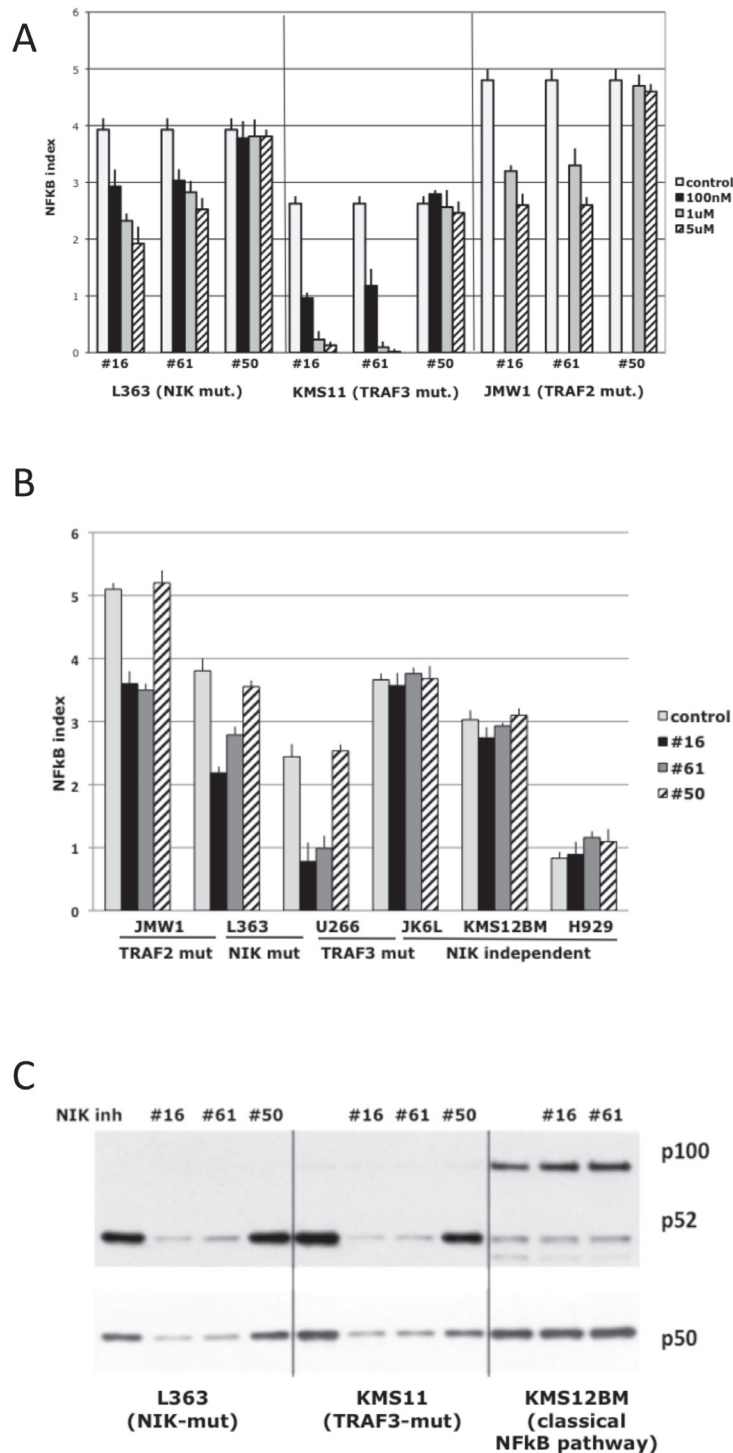 A
NFKB index
6
5
4
3
2
1
0
control
100nM
1uM
5uM
#16 #61 #50 #16 #61 #50 #16 #61 #50
L363 (NIK mut.) KMS11 (TRAF3 mut.) JMW1 (TRAF2 mut.)
B
NFkB index
6
5
4
3
2
1
0
control
#16
#61
#50
JMW1 L363 U266 JK6L KMS12BM H929
TRAF2 mut NIK mut TRAF3 mut NIK independent
C
NIK inh #16 #61 #50 #16 #61 #50 #16 #61
p100
p52
p50
L363 KMS11 KMS12BM
(NIK-mut) (TRAF3-mut) (classical
NFkB pathway)